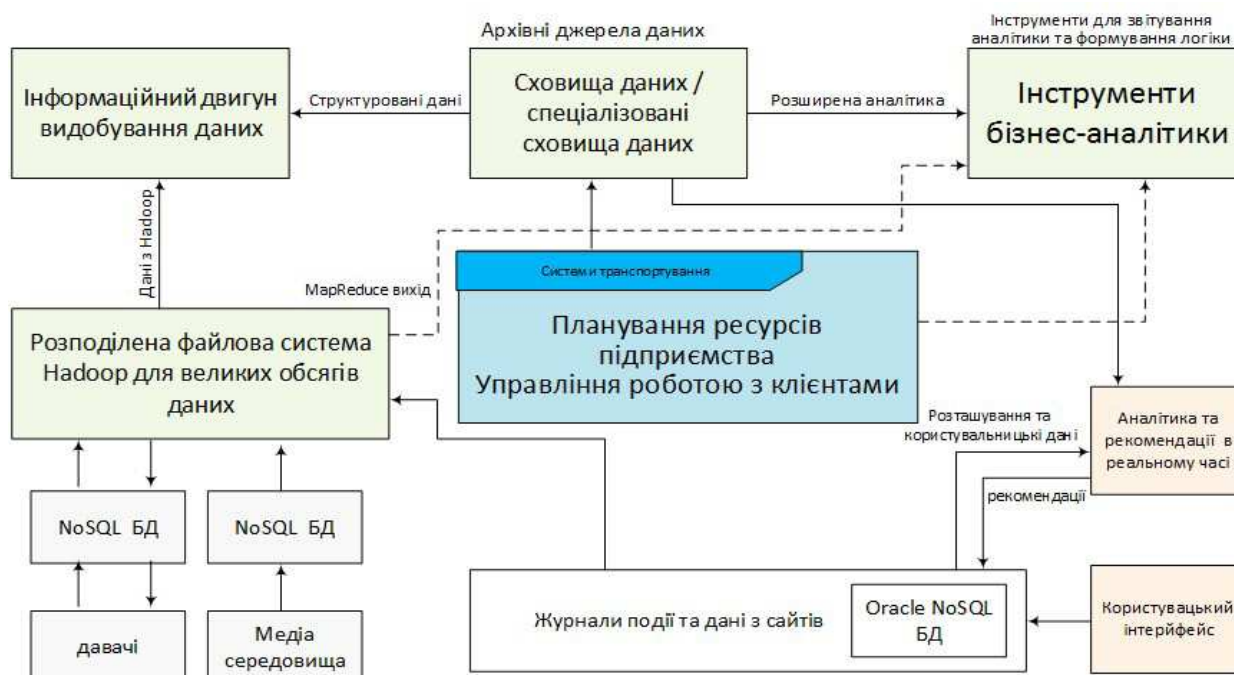 Архівні джерела даних
Інструменти для звітування
аналітики та формування логіки
Інформаційний двигун
видобування даних
Структуровані дані
Сховища даних /
спеціалізовані
сховища даних
Розширена аналітика
Інструменти
бізнес-аналітики
Дані з Hadoop
MapReduce вихід
Системи транспортування
Планування ресурсів
підприємства
Управління роботою з клієнтами
Розподілена файлова система
Hadoop для великих обсягів
даних
Розташування та
користувальницькі дані
Аналітика та
рекомендації в
реальному часі
рекомендації
NoSQL БД
NoSQL БД
давачі
Медіа
середовища
Журнали події та дані з сайтів
Oracle NoSQL
БД
Користувацький
інтерйфейс